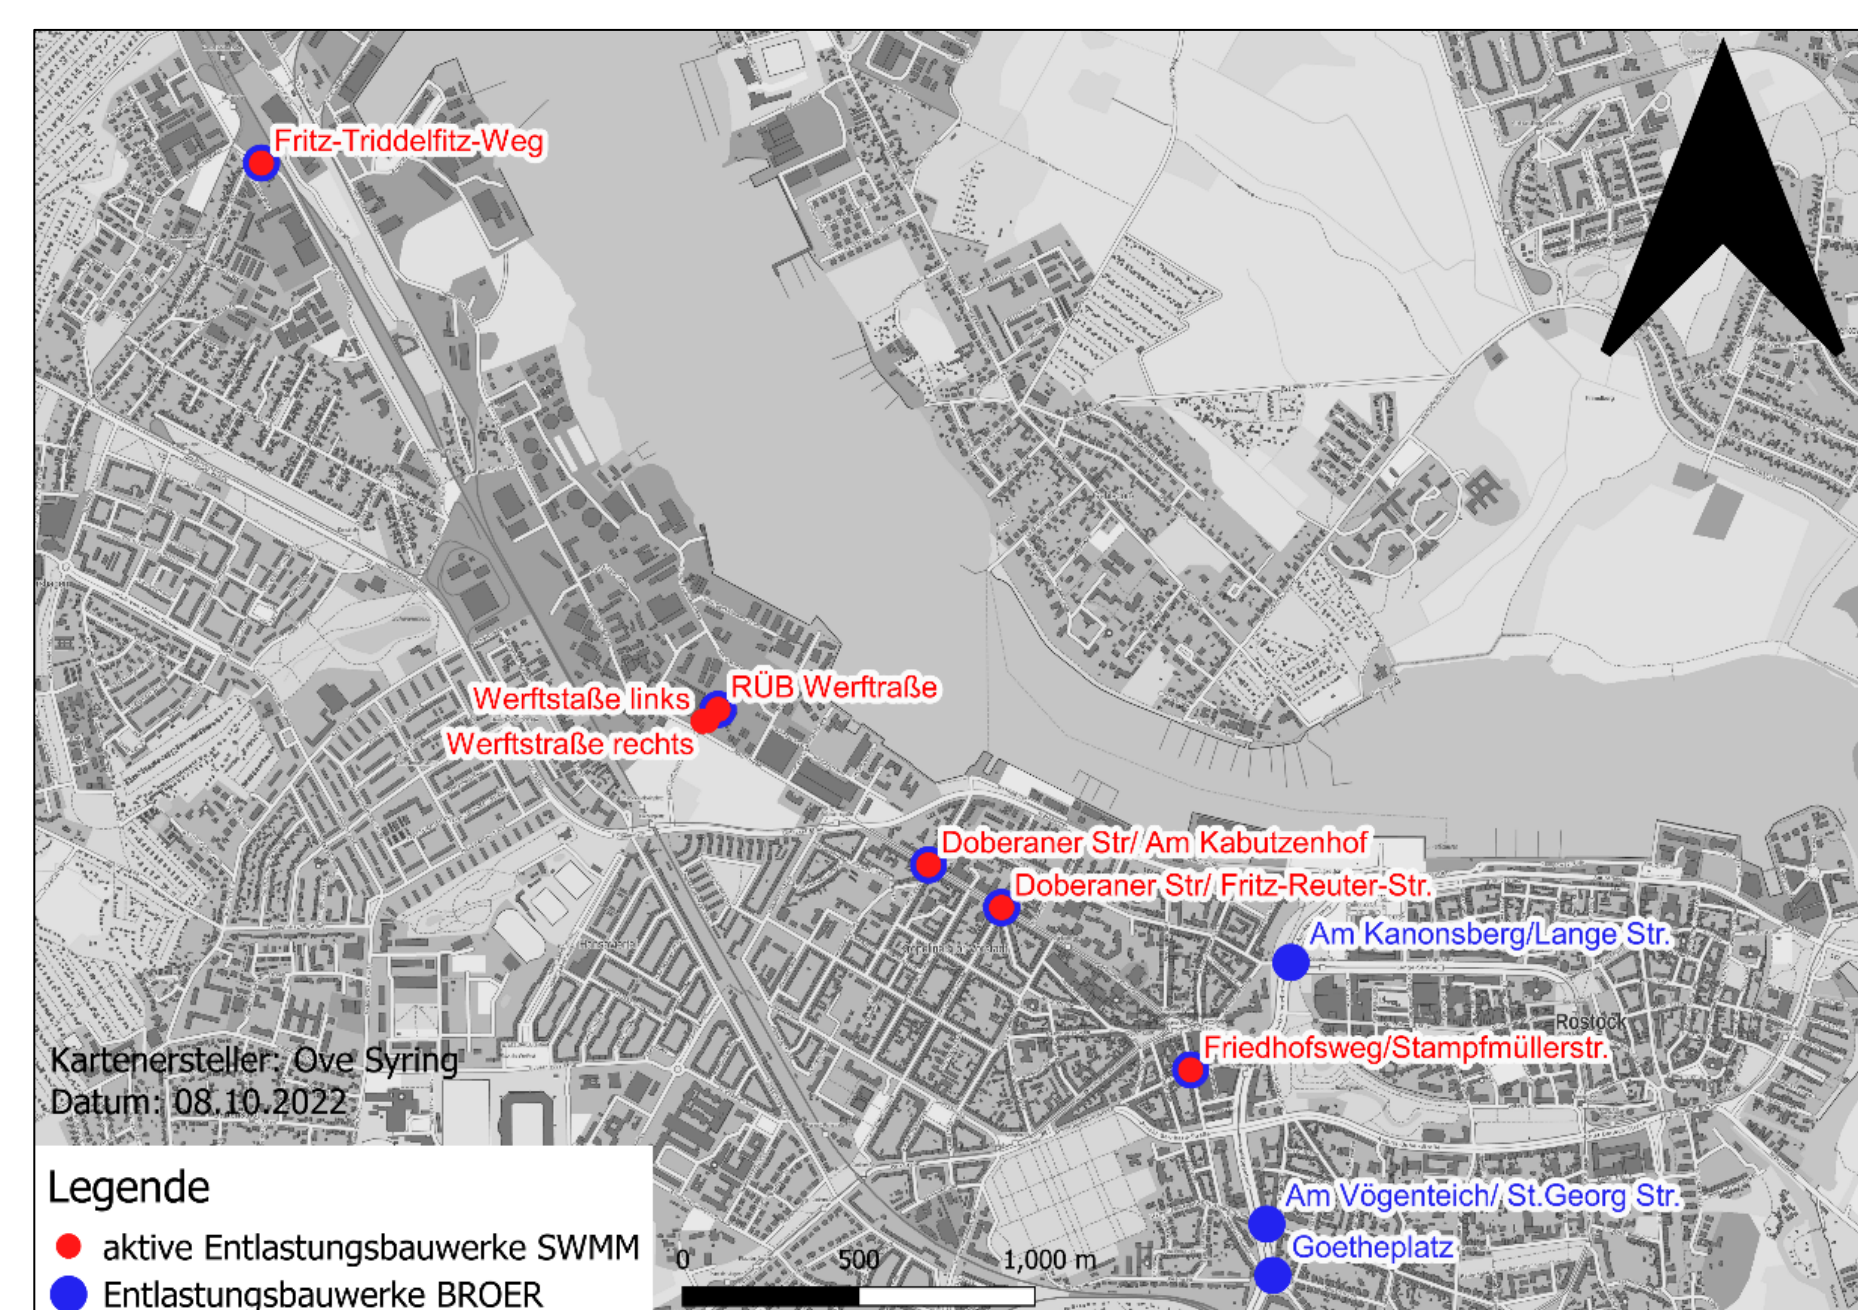 Fritz-Triddelfitz-Weg
RÜB Werftraße
Werftstaße links
Werftstraße rechts
Doberaner Str/ Am Kabutzenhof
Doberaner Str/ Fritz-Reuter-Str.
Am Kanonsberg/Lange Str.
Rostock
Friedhofsweg/Stampfmüllerstr.
Kartenersteller: Ove Syring
Datum: 08.10.2022
Am Vögenteich/ St.Georg Str.
Goetheplatz
Legende
aktive Entlastungsbauwerke SWMM
Entlastungsbauwerke BROER
0 500 1,000 m